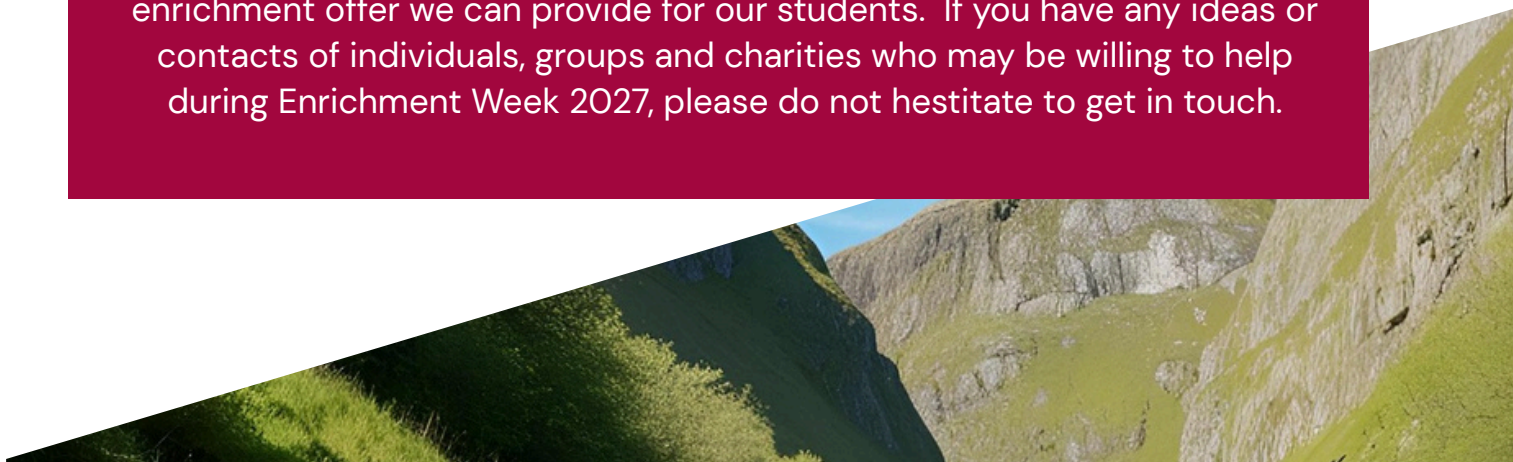 enrichment offer we can provide for our students.  If you have any ideas or
contacts of individuals, groups and charities who may be willing to help
during Enrichment Week 2027, please do not hestitate to get in touch.